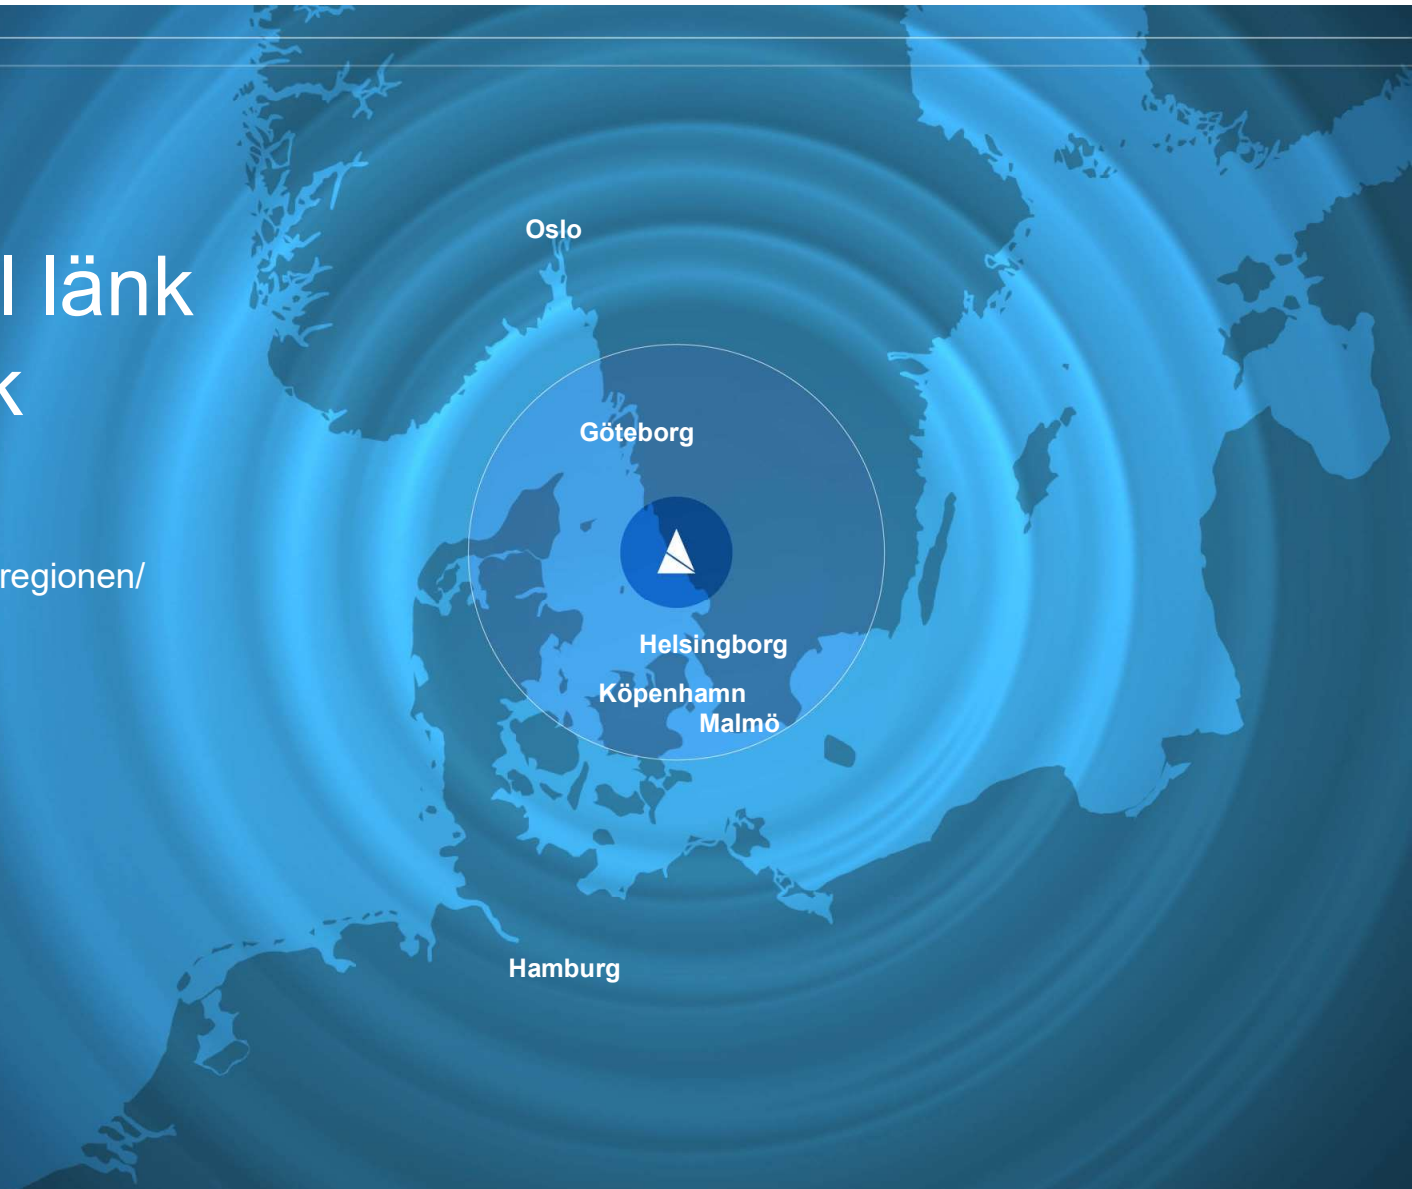 l länk
k
regionen/
Oslo
Göteborg
Helsingborg
Köpenhamn
Malmö
Hamburg